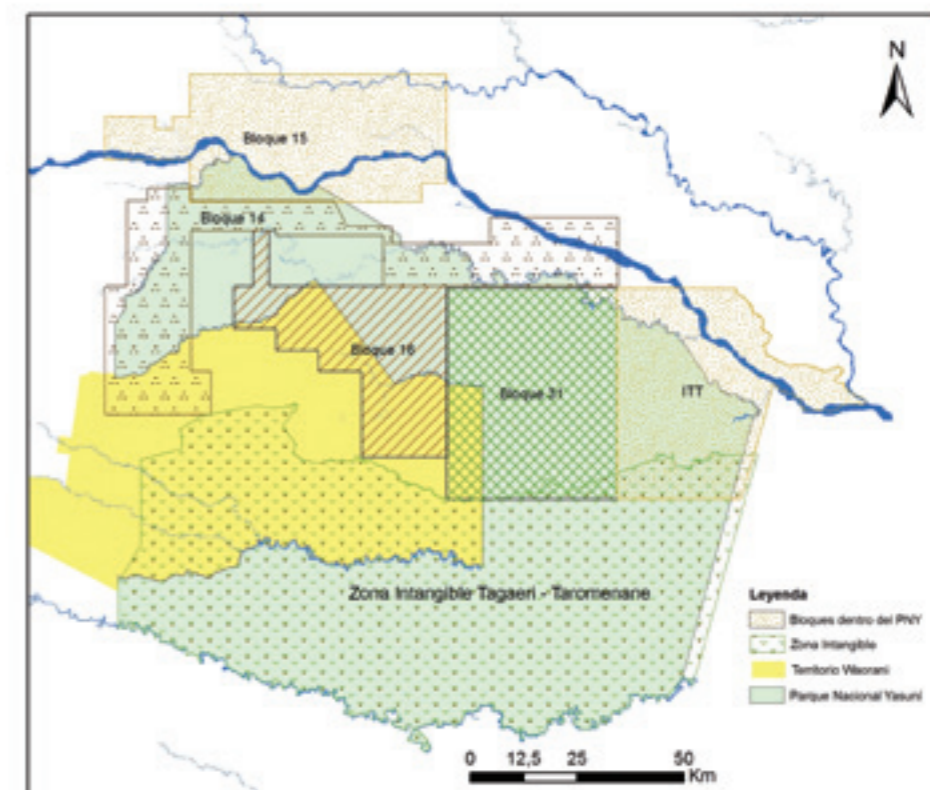 N
Bloque 15
Bloque 14
Bloque 16
Bloque 31
ITT
Zona Intangible Tagaeri - Taromenane
Leyenda
Bloques dentro del PNY
Zona Intangible
Territorio Waorani
Parque Nacional Yasuní
0 12,5 25 50
Km